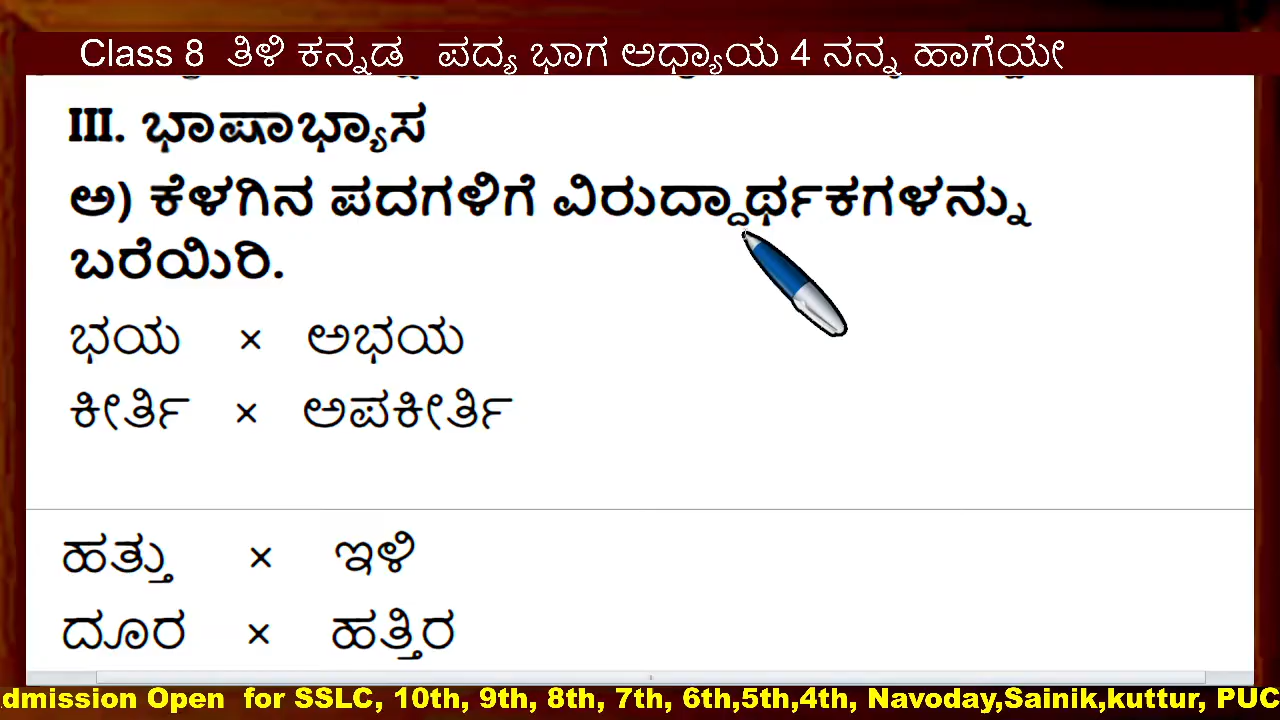 Class 8 ತಿಳಿ ಕನ್ನಡ ಪದ್ಯ ಭಾಗ ಅಧ್ಯಾಯ 4 ನನ್ನ ಹಾಗೆಯೇ
III. ಭಾಷಾಭ್ಯಾಸ
ಅ) ಕೆಳಗಿನ ಪದಗಳಿಗೆ ವಿರುದ್ದಾರ್ಥಕಗಳನ್ನು
ಬರೆಯಿರಿ.
ಭಯ × ಅಭಯ
ಕೀರ್ತಿ × ಅಪಕೀರ್ತಿ
ಹತ್ತು × ಇಳಿ
ದೂರ × ಹತ್ತಿರ
dmission Open for SSLC, 10th, 9th, 8th, 7th, 6th,5th,4th, Navoday,Sainik,kuttur, PUC